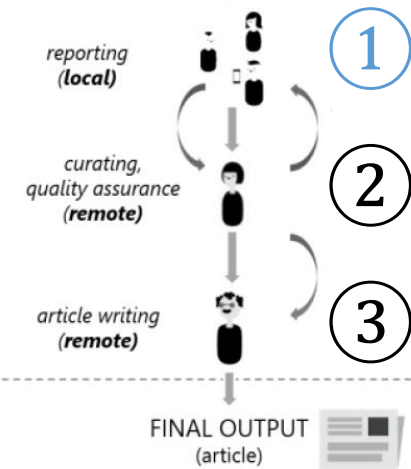 reporting
(local)
1
curating,
quality assurance
(remote)
2
article writing
(remote)
3
FINAL OUTPUT
(article)